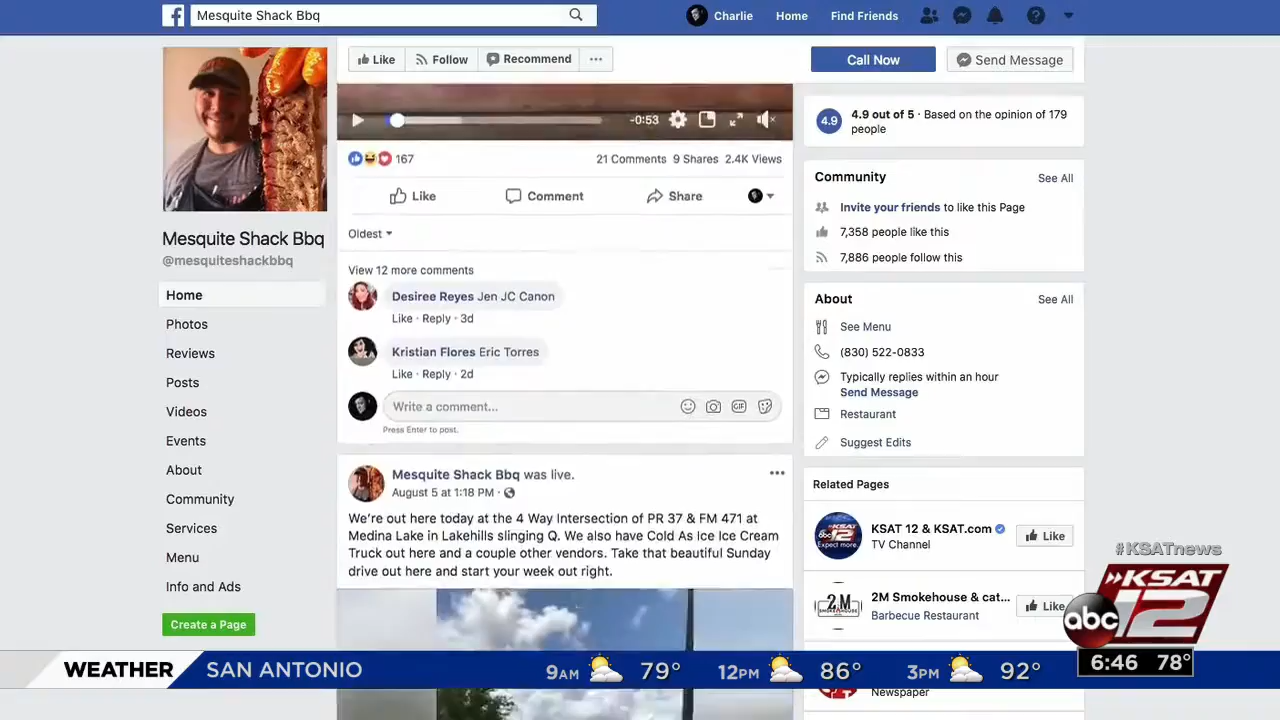 Mesquite Shack Bbq
Charlie
Home
Find Friends
Like
Follow
Recommend
Call Now
Send Message
-0:53
167
21 Comments 9 Shares 2.4K Views
Like
Comment
Share
Oldest
View 12 more comments
Desiree Reyes Jen JC Canon
Like · Reply · 3d
Kristian Flores Eric Torres
Like · Reply · 2d
Write a comment...
GIF
Press Enter to post.
Mesquite Shack Bbq was live.
August 5 at 1:18 PM ·
We're out here today at the 4 Way Intersection of PR 37 & FM 471 at
Medina Lake in Lakehills slinging Q. We also have Cold As Ice Ice Cream
Truck out here and a couple other vendors. Take that beautiful Sunday
drive out here and start your week out right.
Mesquite Shack Bbq
@mesquiteshackbbq
Home
Photos
Reviews
Posts
Videos
Events
About
Community
Services
Menu
Info and Ads
Create a Page
4.9
4.9 out of 5 · Based on the opinion of 179
people
Community
See All
Invite your friends to like this Page
7,358 people like this
7,886 people follow this
About
See All
See Menu
(830) 522-0833
Typically replies within an hour
Send Message
Restaurant
Suggest Edits
Related Pages
KSAT 12 & KSAT.com
TV Channel
Like
2M Smokehouse & cat...
Barbecue Restaurant
Like
Newspaper
#KSATnews
KSAT
abc 12
6:46 78°
WEATHER SAN ANTONIO 9AM 79° 12PM 86° 3PM 92°